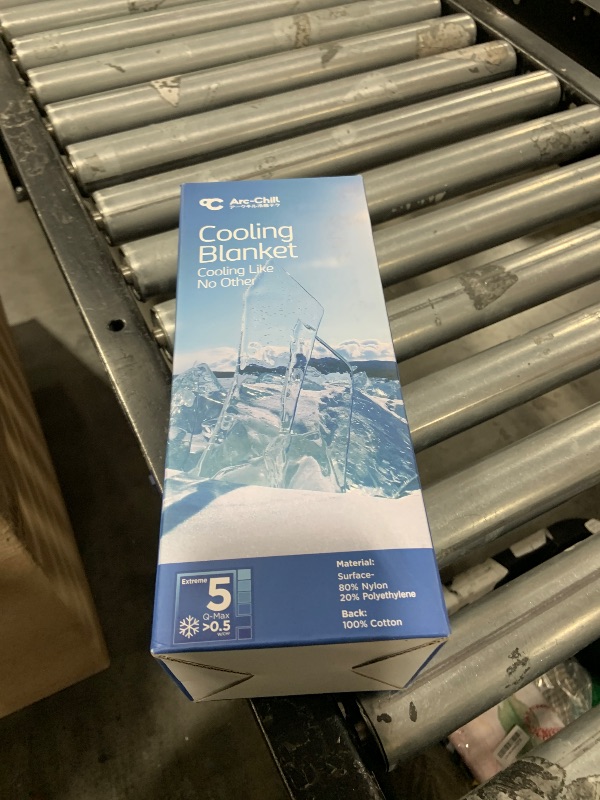 Arc-Chill
Cooling
Blanket
Cooling Like
No Other
Extreme
5
Q-Max
>0.5
W/cm²
Material:
Surface-
80% Nylon
20% Polyethylene
Back:
100% Cotton